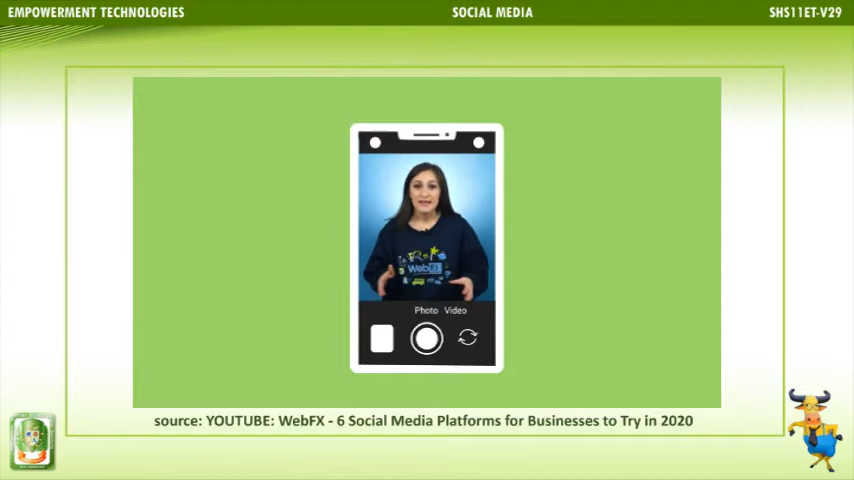 EMPOWERMENT TECHNOLOGIES
SOCIAL MEDIA
SHS11ET-V29
Photo Video
source: YOUTUBE: WebFX - 6 Social Media Platforms for Businesses to Try in 2020